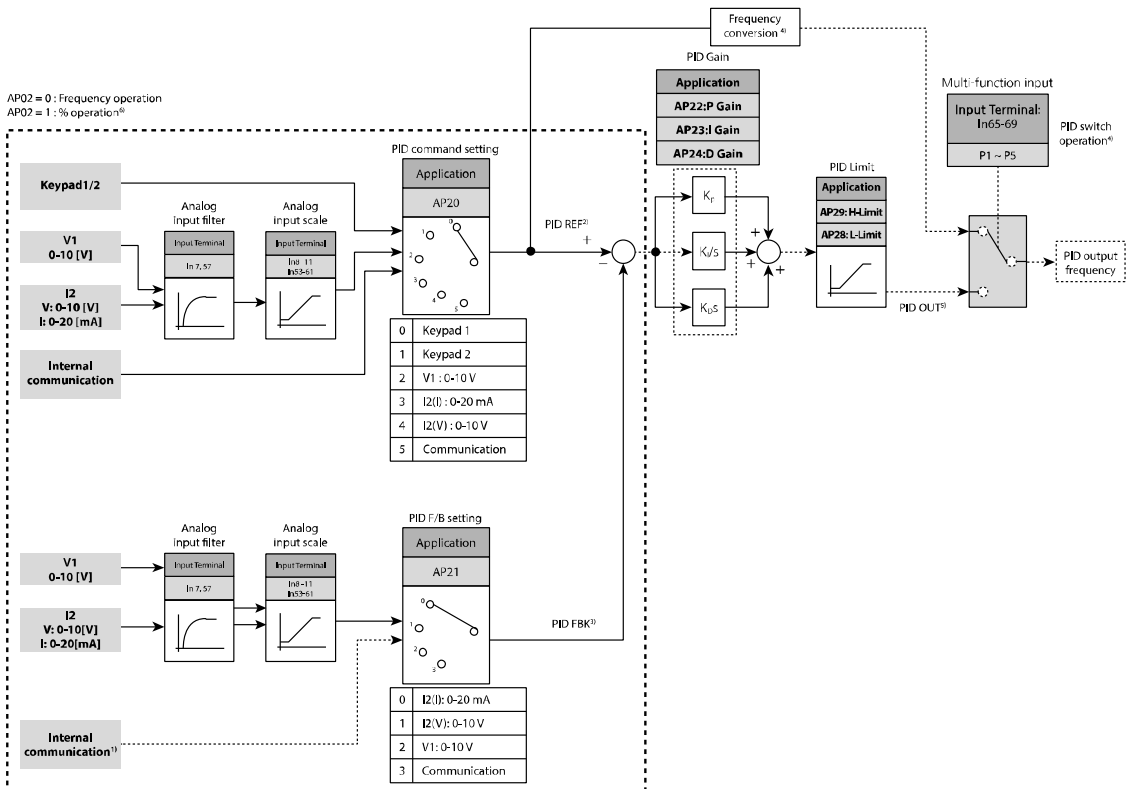 Frequency
conversion 4)
PID Gain
Application
AP22:P Gain
AP23:I Gain
AP24:D Gain
Multi-function input
Input Terminal:
In65-69
P1 ~ P5
PID switch
operation4)
AP02 = 0 : Frequency operation
AP02 = 1 : % operation6)
PID command setting
Application
AP20
0
1
2
3
4
5
Keypad1/2
Analog
input filter
Input Terminal
In 7, 57
Analog
input scale
Input Terminal
In8-11
In53-61
V1
0-10 [V]
I2
V: 0-10 [V]
I: 0-20 [mA]
Internal
communication
PID REF2)
+
−
KP
KI/s
KDs
+
+
+
PID Limit
Application
AP29: H-Limit
AP28: L-Limit
PID OUT5)
PID output
frequency
0 Keypad 1
1 Keypad 2
2 V1 : 0-10 V
3 I2(I) : 0-20 mA
4 I2(V) : 0-10 V
5 Communication
PID F/B setting
Application
AP21
0
1
2
3
Analog
input filter
Input Terminal
In 7, 57
Analog
input scale
Input Terminal
In8-11
In53-61
V1
0-10 [V]
I2
V: 0-10[V]
I: 0-20[mA]
Internal
communication1)
PID FBK3)
0 I2(I): 0-20 mA
1 I2(V): 0-10 V
2 V1: 0-10 V
3 Communication